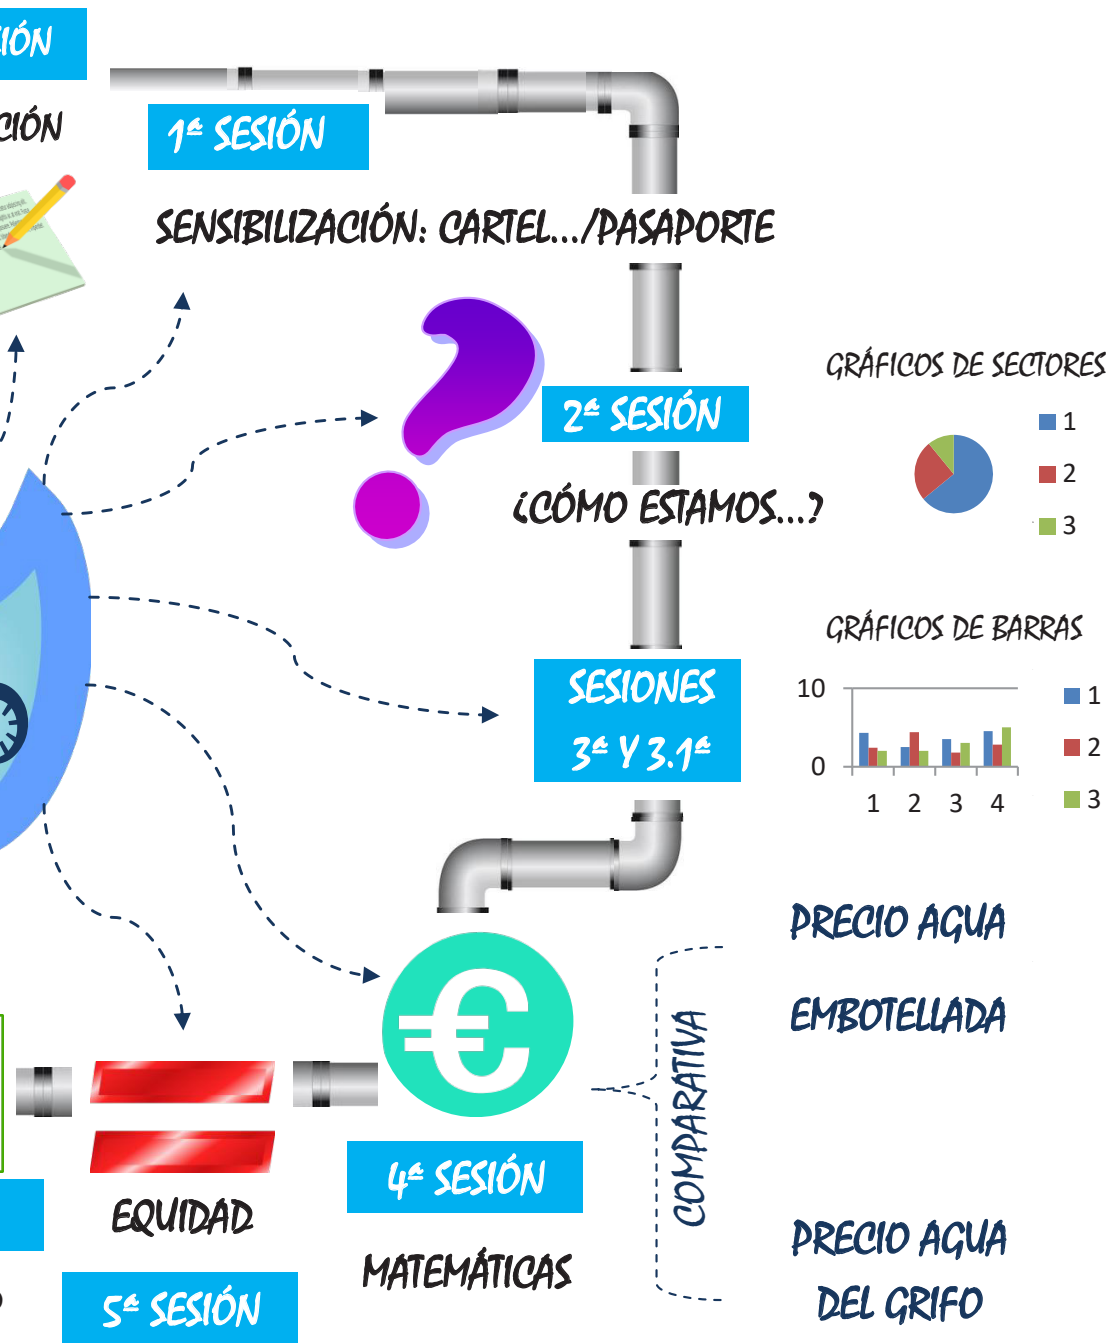 SIÓN
CIÓN
1ª SESIÓN
SENSIBILIZACIÓN: CARTEL.../PASAPORTE
2ª SESIÓN
¿CÓMO ESTAMOS...?
GRÁFICOS DE SECTORES
1
2
3
GRÁFICOS DE BARRAS
10
0
1 2 3 4
1
2
3
SESIONES
3ª Y 3.1ª
4ª SESIÓN
MATEMÁTICAS
COMPARATIVA
PRECIO AGUA
EMBOTELLADA
PRECIO AGUA
DEL GRIFO
EQUIDAD
5ª SESIÓN